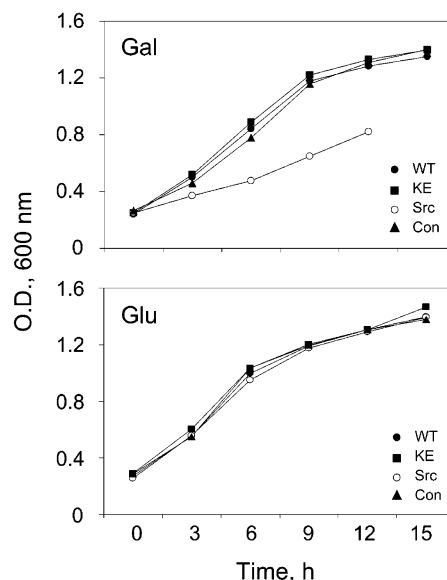 Gal
1.6
1.2
0.8
0.4
0
WT
KE
Src
Con
O.D., 600 nm
Glu
1.6
1.2
0.8
0.4
0
WT
KE
Src
Con
0 3 6 9 12 15
Time, h